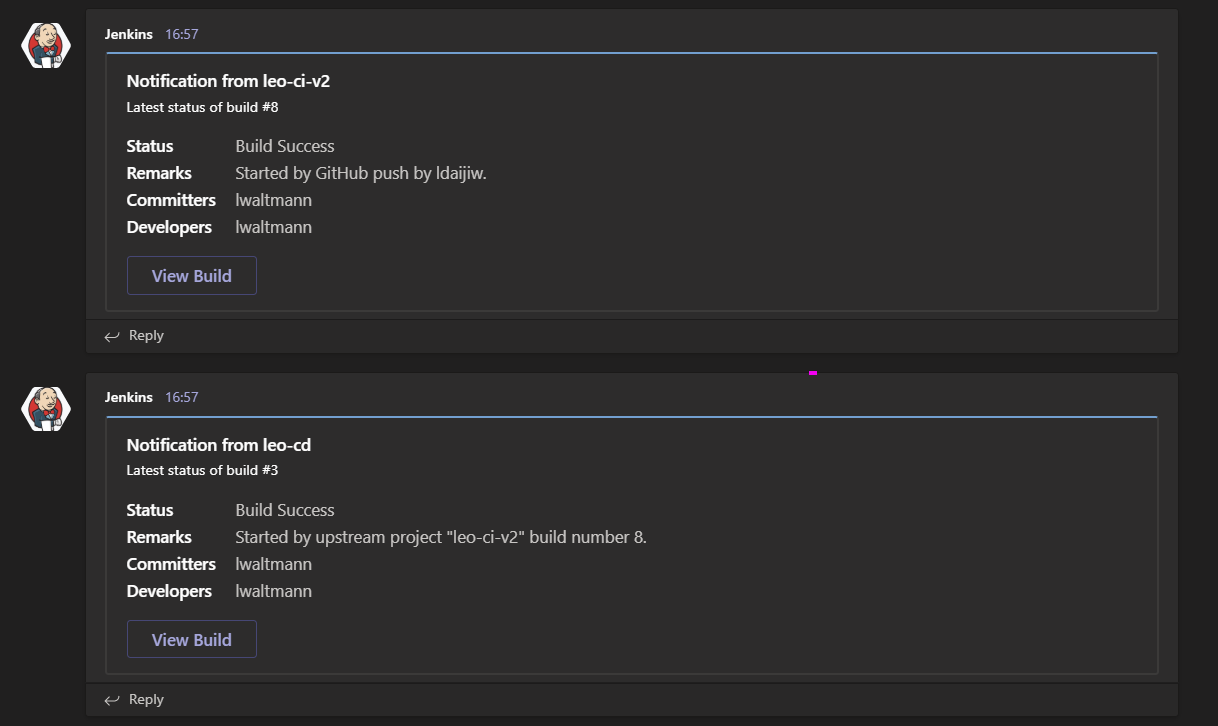 Jenkins 16:57
Notification from leo-ci-v2
Latest status of build #8
Status Build Success
Remarks Started by GitHub push by ldaijiw.
Committers lwaltmann
Developers lwaltmann
View Build
Reply
Jenkins 16:57
Notification from leo-cd
Latest status of build #3
Status Build Success
Remarks Started by upstream project "leo-ci-v2" build number 8.
Committers lwaltmann
Developers lwaltmann
View Build
Reply